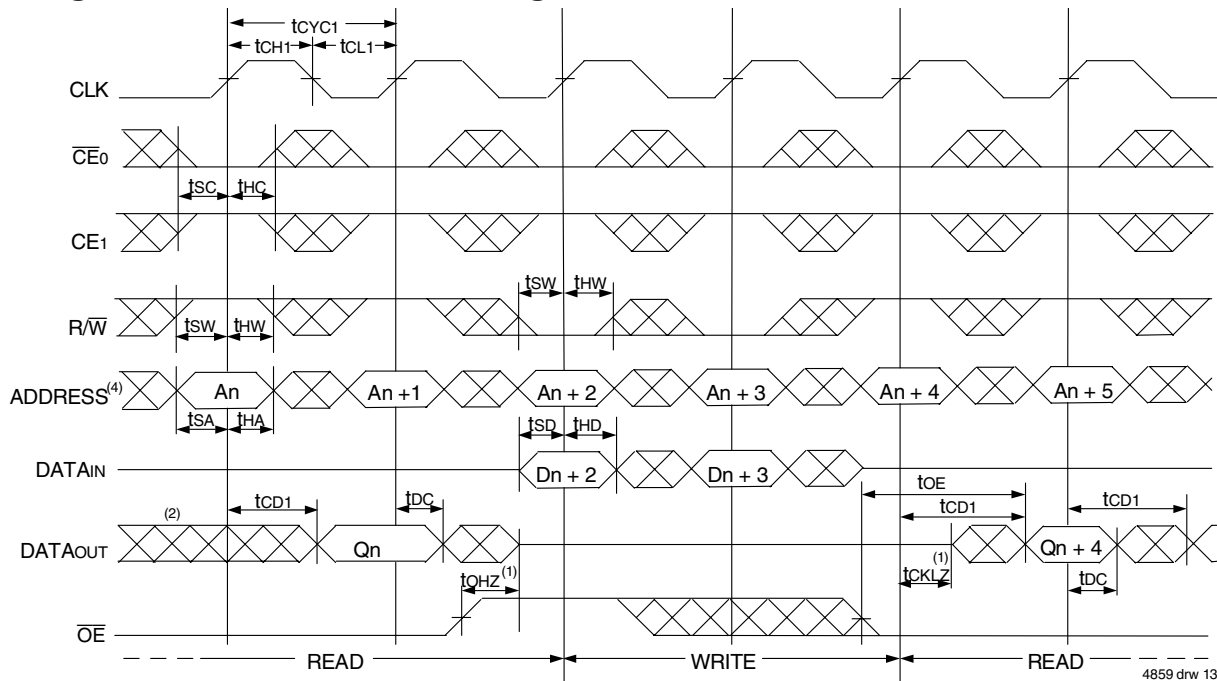 tCYC1
tCH1 tCL1
CLK
CE0
tSC tHC
CE1
tSW tHW
R/W
tSW tHW
ADDRESS(4) An An +1 An + 2 An + 3 An + 4 An + 5
tSA tHA
tSD tHD
DATAIN Dn + 2 Dn + 3
tOE
(2) tCD1 tDC tCD1 tCD1
DATAOUT Qn Qn + 4
tOHZ(1) tCKLZ(1) tDC
OE
READ WRITE READ
4859 drw 13